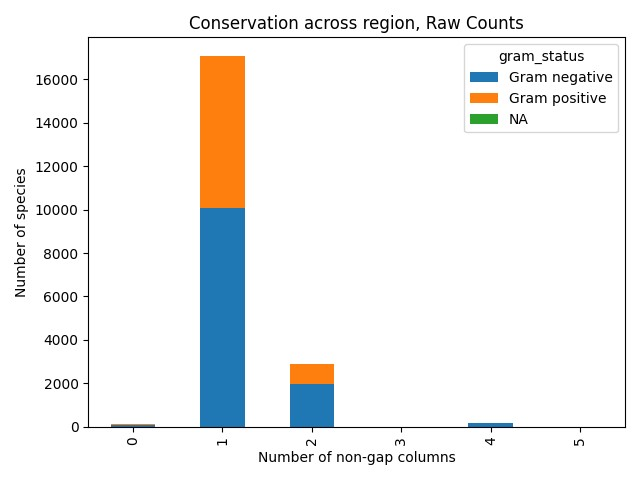 Conservation across region, Raw Counts
gram_status
Gram negative
Gram positive
NA
Number of species
16000
14000
12000
10000
8000
6000
4000
2000
0
0
1
2
3
4
5
Number of non-gap columns